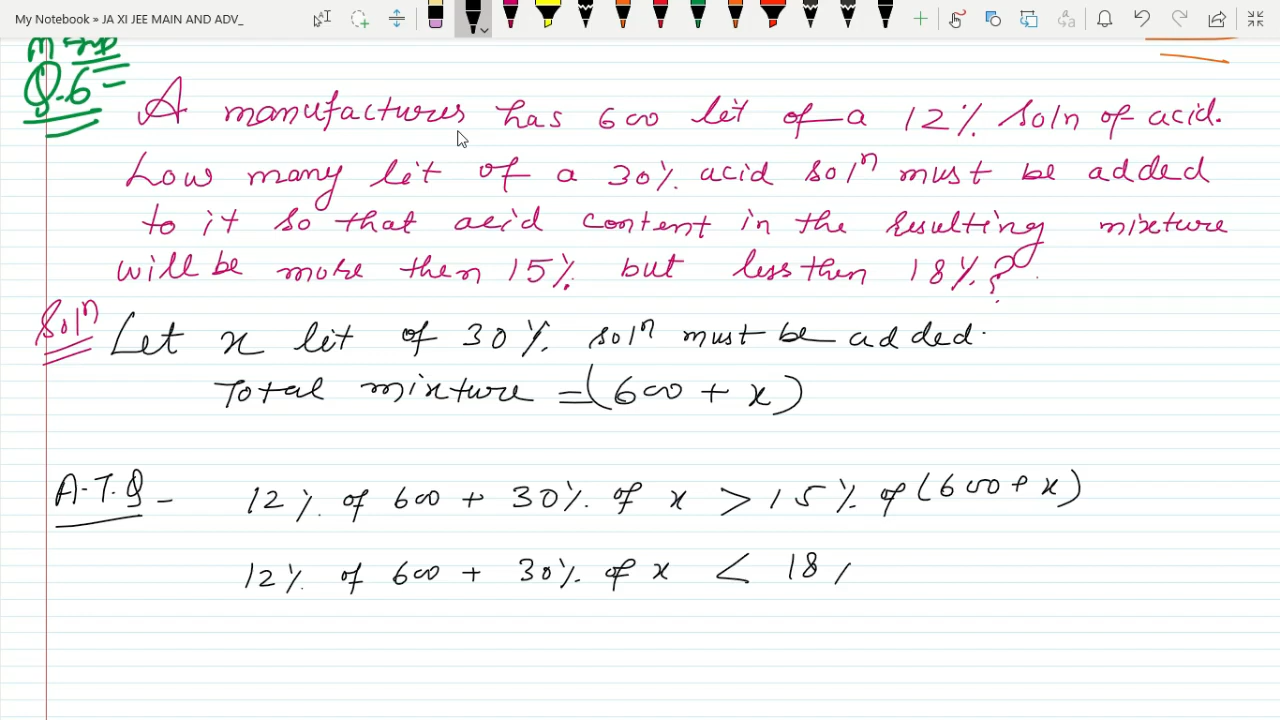 My Notebook » JA XI JEE MAIN AND ADV_
Q.6
A manufactures has 600 lit of a 12% soln of acid.
how many lit of a 30% acid solⁿ must be added
to it so that acid content in the resulting mixture
will be more then 15% but less then 18%?
Solⁿ Let x lit of 30% solⁿ must be added.
Total mixture = (600 + x)
A.T.Q - 12% of 600 + 30% of x > 15% of (600 + x)
12% of 600 + 30% of x < 18